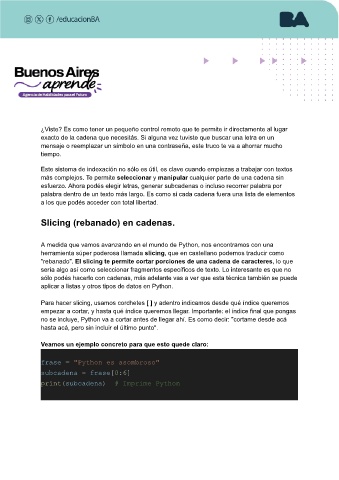 /educacionBA
BA
Buenos Aires
aprende
Agencia de Habilidades para el Futuro
¿Viste? Es como tener un pequeño control remoto que te permite ir directamente al lugar
exacto de la cadena que necesitás. Si alguna vez tuviste que buscar una letra en un
mensaje o reemplazar un símbolo en una contraseña, este truco te va a ahorrar mucho
tiempo.
Este sistema de indexación no sólo es útil, es clave cuando empiezas a trabajar con textos
más complejos. Te permite seleccionar y manipular cualquier parte de una cadena sin
esfuerzo. Ahora podés elegir letras, generar subcadenas o incluso recorrer palabra por
palabra dentro de un texto más largo. Es como si cada cadena fuera una lista de elementos
a los que podés acceder con total libertad.
Slicing (rebanado) en cadenas.
A medida que vamos avanzando en el mundo de Python, nos encontramos con una
herramienta súper poderosa llamada slicing, que en castellano podemos traducir como
"rebanado". El slicing te permite cortar porciones de una cadena de caracteres, lo que
sería algo así como seleccionar fragmentos específicos de texto. Lo interesante es que no
sólo podés hacerlo con cadenas, más adelante vas a ver que esta técnica también se puede
aplicar a listas y otros tipos de datos en Python.
Para hacer slicing, usamos corchetes [ ] y adentro indicamos desde qué índice queremos
empezar a cortar, y hasta qué índice queremos llegar. Importante: el índice final que pongas
no se incluye, Python va a cortar antes de llegar ahí. Es como decir: "cortame desde acá
hasta acá, pero sin incluir el último punto".
Veamos un ejemplo concreto para que esto quede claro:
frase = "Python es asombroso"
subcadena = frase[0:6]
print(subcadena) # Imprime Python